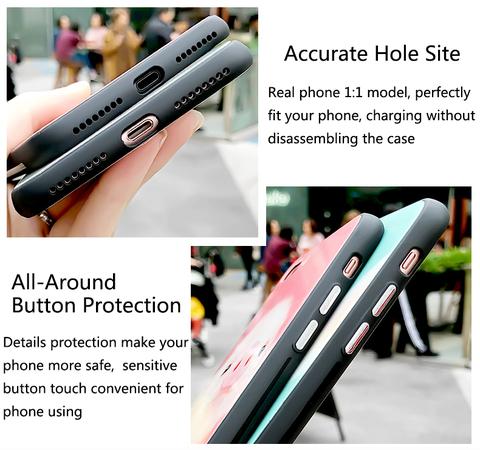 Accurate Hole Site
Real phone 1:1 model, perfectly
fit your phone, charging without
disassembling the case
All-Around
Button Protection
Details protection make your
phone more safe,  sensitive
button touch convenient for
phone using